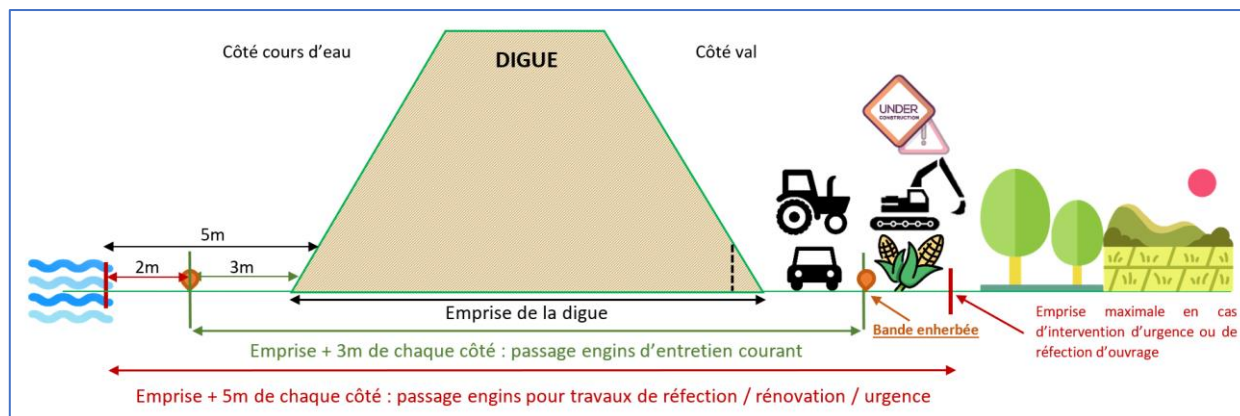 Côté cours d'eau
DIGUE
Côté val
UNDER
CONSTRUCTION
!
5m
2m
3m
Emprise de la digue
Bande enherbée
Emprise maximale en cas
d'intervention d'urgence ou de
réfection d'ouvrage
Emprise + 3m de chaque côté : passage engins d'entretien courant
Emprise + 5m de chaque côté : passage engins pour travaux de réfection / rénovation / urgence